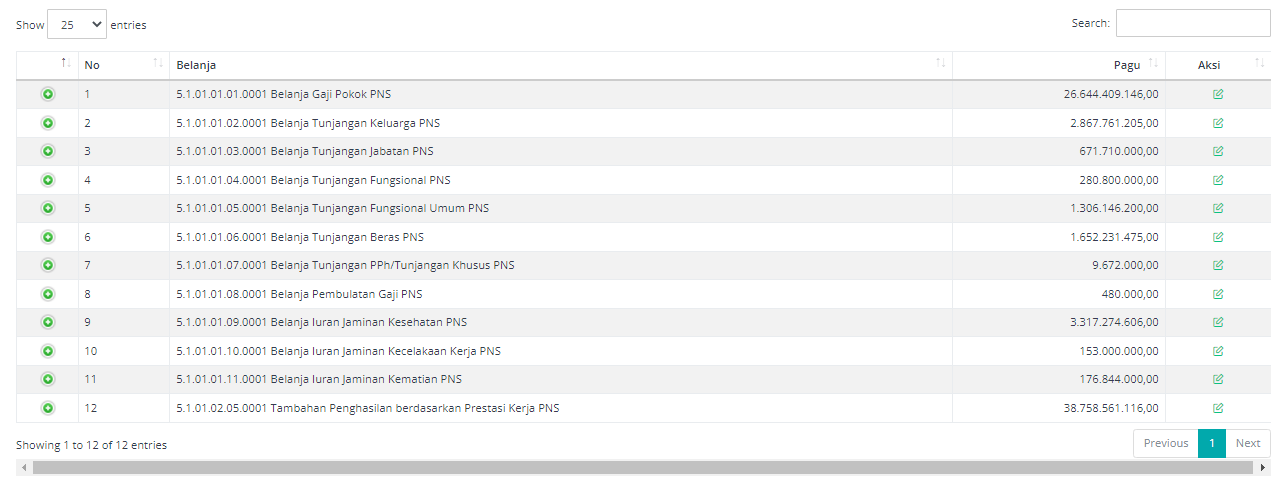 Show 25 entries Search:
No Belanja Pagu Aksi
1 5.1.01.01.01.0001 Belanja Gaji Pokok PNS 26.644.409.146,00
2 5.1.01.01.02.0001 Belanja Tunjangan Keluarga PNS 2.867.761.205,00
3 5.1.01.01.03.0001 Belanja Tunjangan Jabatan PNS 671.710.000,00
4 5.1.01.01.04.0001 Belanja Tunjangan Fungsional PNS 280.800.000,00
5 5.1.01.01.05.0001 Belanja Tunjangan Fungsional Umum PNS 1.306.146.200,00
6 5.1.01.01.06.0001 Belanja Tunjangan Beras PNS 1.652.231.475,00
7 5.1.01.01.07.0001 Belanja Tunjangan PPh/Tunjangan Khusus PNS 9.672.000,00
8 5.1.01.01.08.0001 Belanja Pembulatan Gaji PNS 480.000,00
9 5.1.01.01.09.0001 Belanja Iuran Jaminan Kesehatan PNS 3.317.274.606,00
10 5.1.01.01.10.0001 Belanja Iuran Jaminan Kecelakaan Kerja PNS 153.000.000,00
11 5.1.01.01.11.0001 Belanja Iuran Jaminan Kematian PNS 176.844.000,00
12 5.1.01.02.05.0001 Tambahan Penghasilan berdasarkan Prestasi Kerja PNS 38.758.561.116,00
Showing 1 to 12 of 12 entries Previous 1 Next